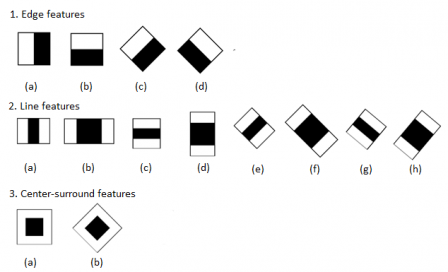 1. Edge features
(a) (b) (c) (d)
2. Line features
(a) (b) (c) (d) (e) (f) (g) (h)
3. Center-surround features
(a) (b)